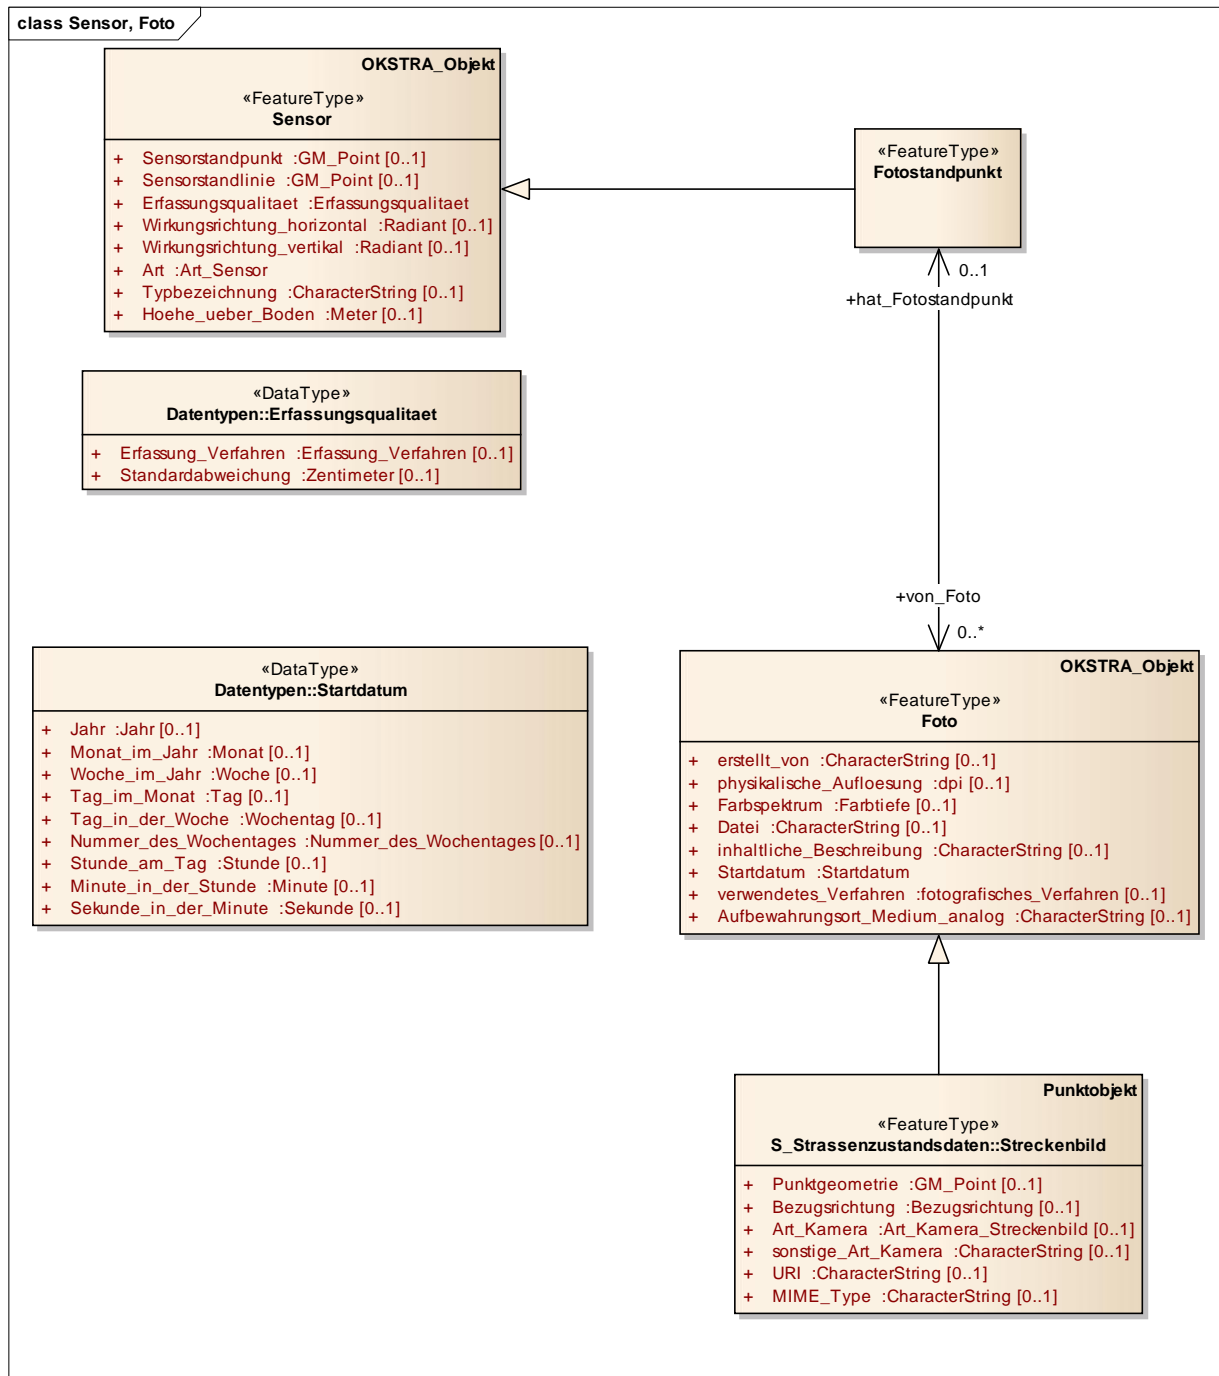 class Sensor, Foto
OKSTRA_Objekt
«FeatureType»
Sensor
+ Sensorstandpunkt :GM_Point [0..1]
+ Sensorstandlinie :GM_Point [0..1]
+ Erfassungsqualitaet :Erfassungsqualitaet
+ Wirkungsrichtung_horizontal :Radiant [0..1]
+ Wirkungsrichtung_vertikal :Radiant [0..1]
+ Art :Art_Sensor
+ Typbezeichnung :CharacterString [0..1]
+ Hoehe_ueber_Boden :Meter [0..1]
«FeatureType»
Fotostandpunkt
0..1
+hat_Fotostandpunkt
«DataType»
Datentypen::Erfassungsqualitaet
+ Erfassung_Verfahren :Erfassung_Verfahren [0..1]
+ Standardabweichung :Zentimeter [0..1]
+von_Foto
0..*
«DataType»
Datentypen::Startdatum
+ Jahr :Jahr [0..1]
+ Monat_im_Jahr :Monat [0..1]
+ Woche_im_Jahr :Woche [0..1]
+ Tag_im_Monat :Tag [0..1]
+ Tag_in_der_Woche :Wochentag [0..1]
+ Nummer_des_Wochentages :Nummer_des_Wochentages [0..1]
+ Stunde_am_Tag :Stunde [0..1]
+ Minute_in_der_Stunde :Minute [0..1]
+ Sekunde_in_der_Minute :Sekunde [0..1]
OKSTRA_Objekt
«FeatureType»
Foto
+ erstellt_von :CharacterString [0..1]
+ physikalische_Aufloesung :dpi [0..1]
+ Farbspektrum :Farbtiefe [0..1]
+ Datei :CharacterString [0..1]
+ inhaltliche_Beschreibung :CharacterString [0..1]
+ Startdatum :Startdatum
+ verwendetes_Verfahren :fotografisches_Verfahren [0..1]
+ Aufbewahrungsort_Medium_analog :CharacterString [0..1]
Punktobjekt
«FeatureType»
S_Strassenzustandsdaten::Streckenbild
+ Punktgeometrie :GM_Point [0..1]
+ Bezugsrichtung :Bezugsrichtung [0..1]
+ Art_Kamera :Art_Kamera_Streckenbild [0..1]
+ sonstige_Art_Kamera :CharacterString [0..1]
+ URI :CharacterString [0..1]
+ MIME_Type :CharacterString [0..1]